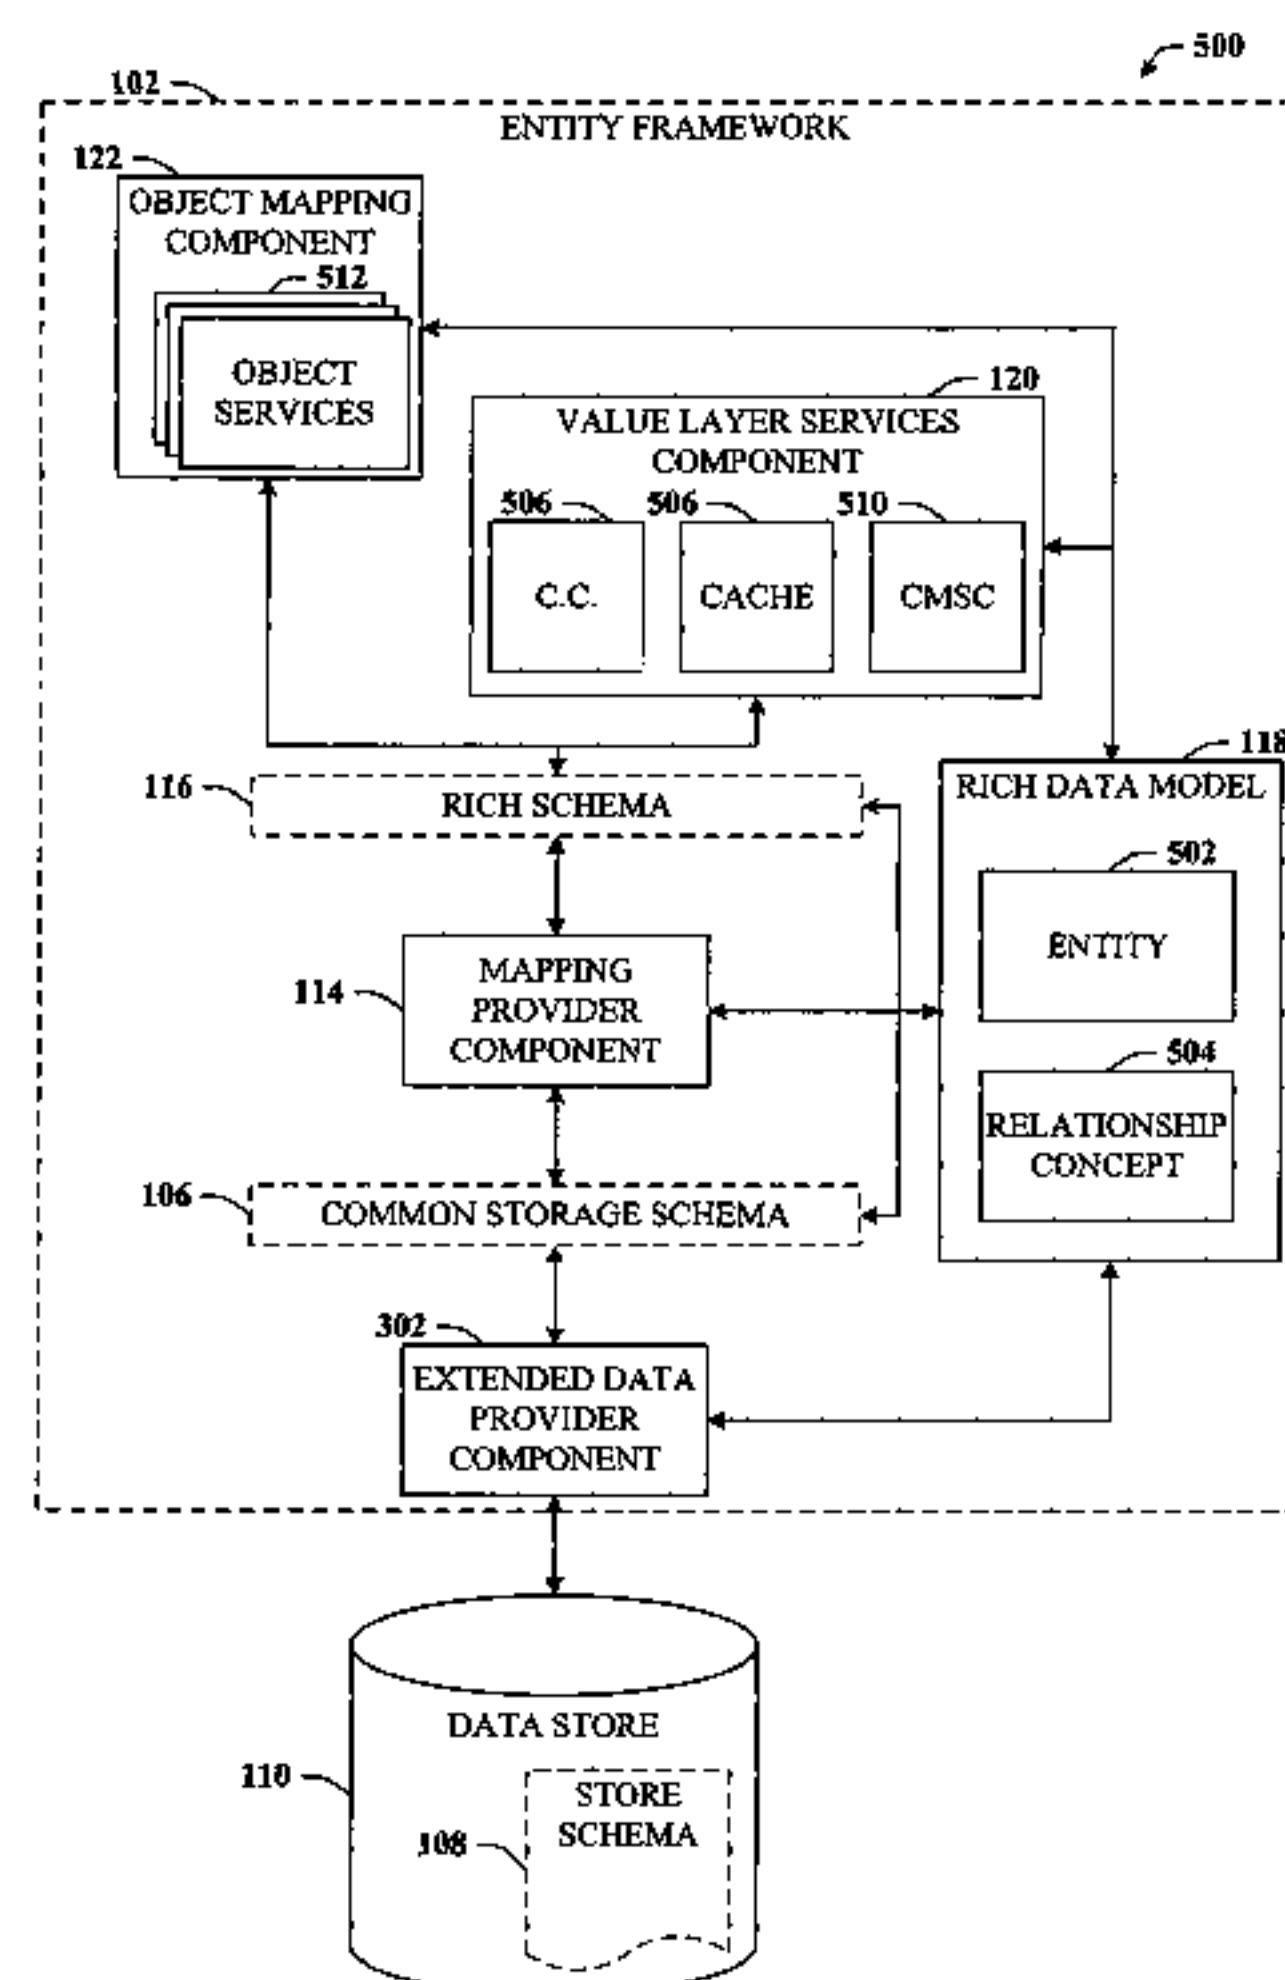 500
102
ENTITY FRAMEWORK
122
OBJECT MAPPING
COMPONENT
512
OBJECT
SERVICES
120
VALUE LAYER SERVICES
COMPONENT
506
506
510
C.C.
CACHE
CMSC
116
RICH SCHEMA
118
RICH DATA MODEL
502
ENTITY
504
RELATIONSHIP
CONCEPT
114
MAPPING
PROVIDER
COMPONENT
106
COMMON STORAGE SCHEMA
302
EXTENDED DATA
PROVIDER
COMPONENT
DATA STORE
110
STORE
SCHEMA
108